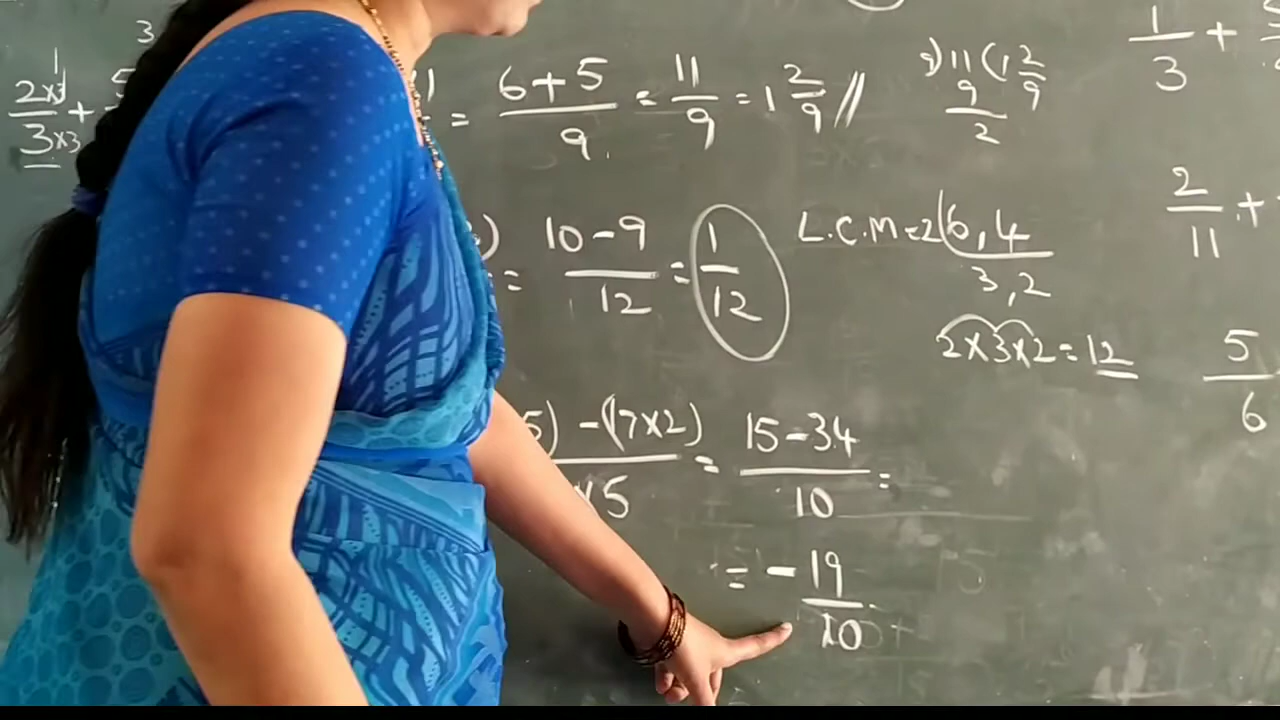 3
2×3/3×3 + 5 = (6+5)/9 = 11/9 = 1 2/9 //
9) 11 (1 2/9
9
2
1/3 +
= (10-9)/12 = 1/12
L.C.M = 2(6,4
3,2
2×3×2=12
2/11 +
5/6
5) -(7×2)/×5 = (15-34)/10 =
= -19/10